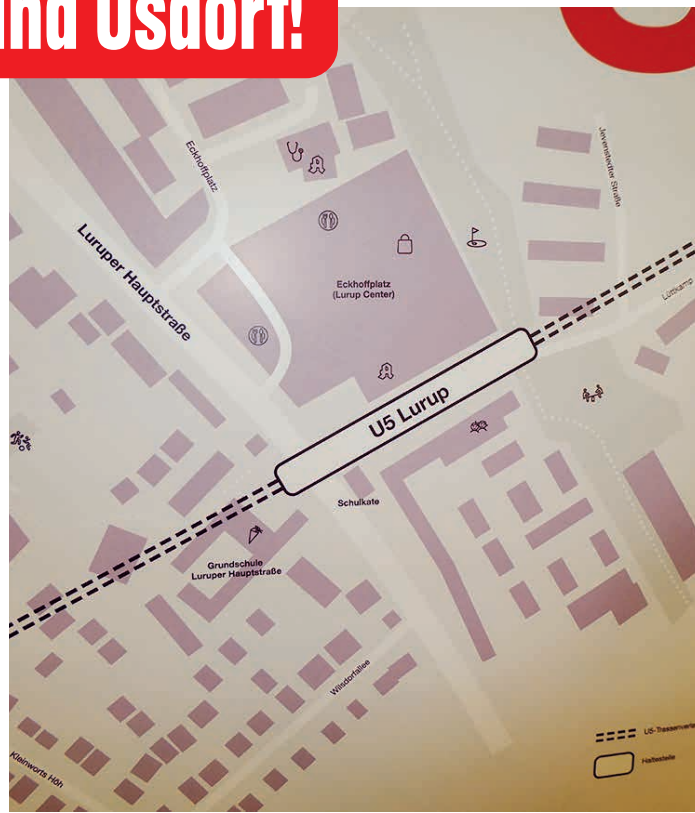 und Osdorf!
Eckhoffplatz
Jevenstedter Straße
Luruper Hauptstraße
Eckhoffplatz
(Lurup Center)
Lüttkamp
U5 Lurup
Schulkate
Grundschule
Luruper Hauptstraße
Wilsdorfallee
Kleinworts Höh
Haltestelle